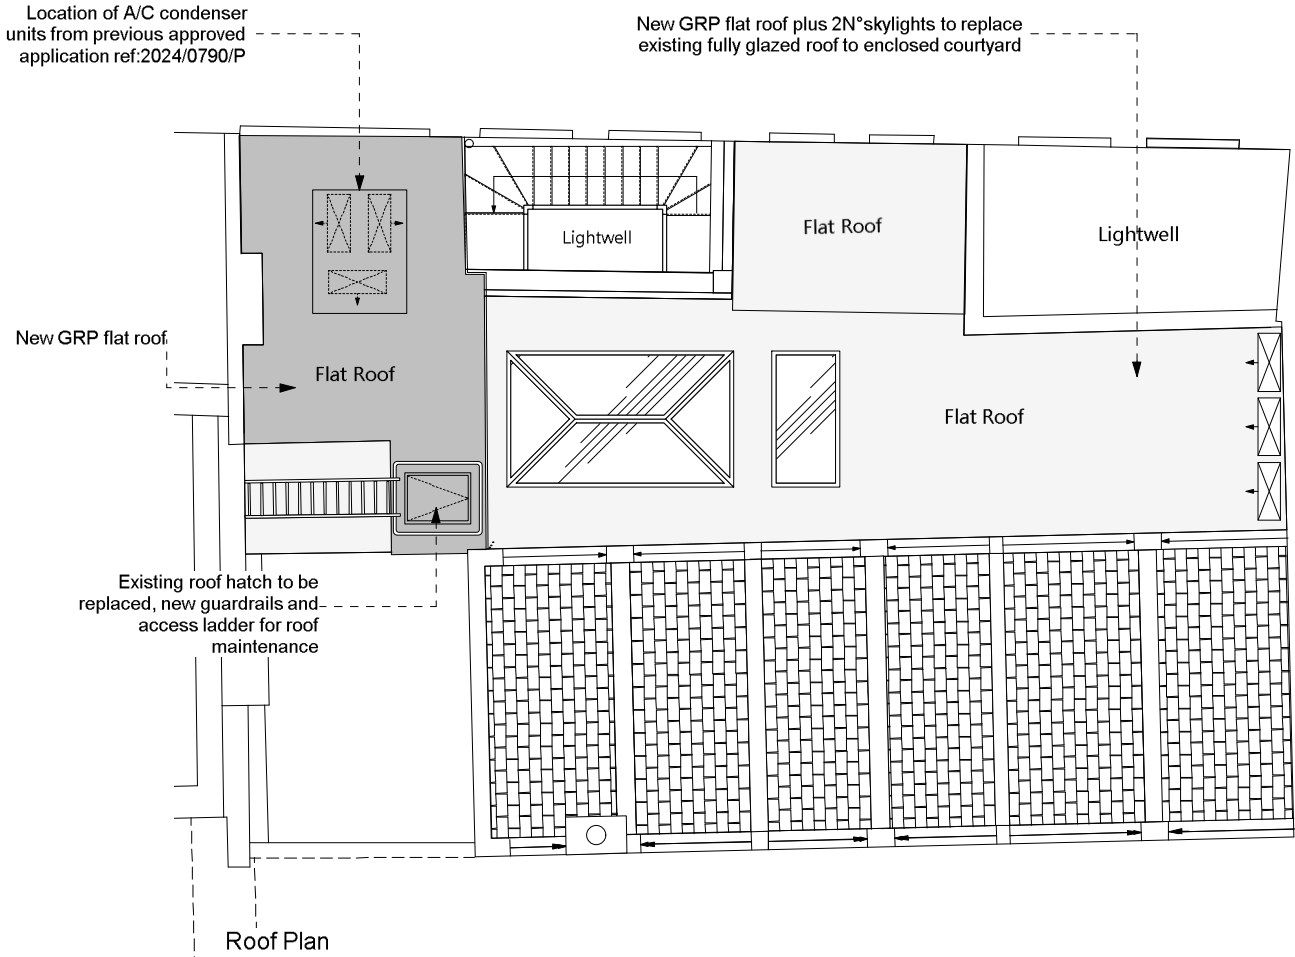 Location of A/C condenser
units from previous approved
application ref:2024/0790/P
New GRP flat roof plus 2N°skylights to replace
existing fully glazed roof to enclosed courtyard
Flat Roof
Lightwell
Lightwell
New GRP flat roof
Flat Roof
Flat Roof
Existing roof hatch to be
replaced, new guardrails and
access ladder for roof
maintenance
Roof Plan